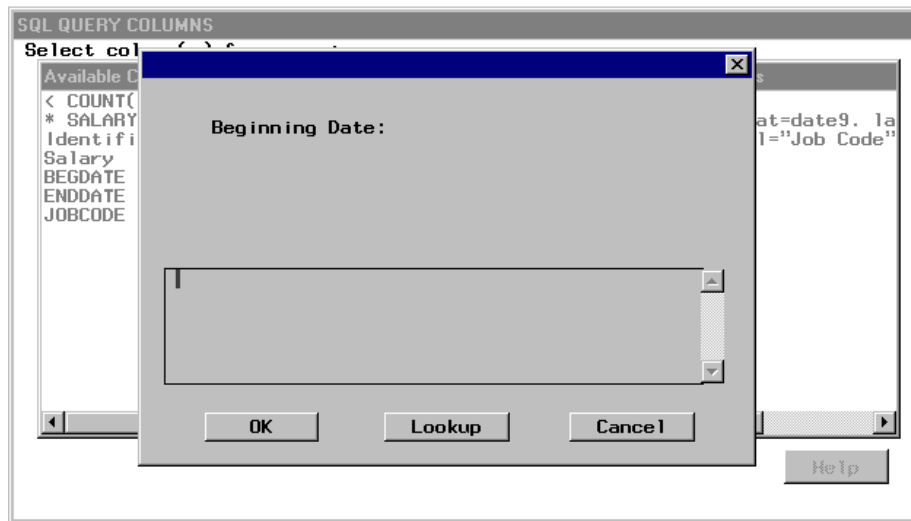 SQL QUERY COLUMNS
Select col
Available C
s
< COUNT(
* SALARY
at=date9. la
Identifi
l="Job Code"
Salary
BEGDATE
ENDDATE
JOBCODE
Beginning Date:
OK
Lookup
Cancel
Help